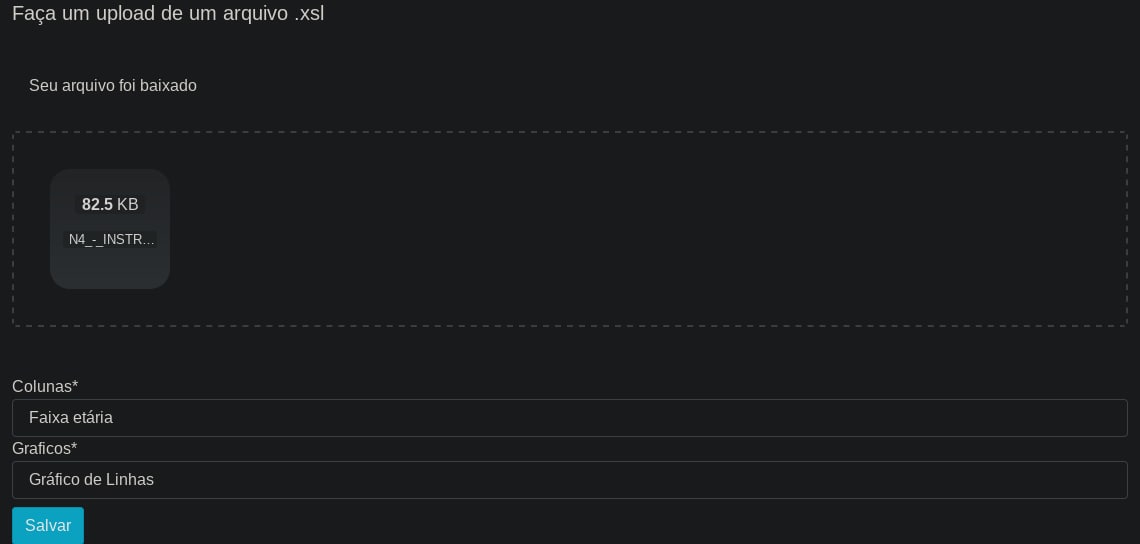 Faça um upload de um arquivo .xsl
Seu arquivo foi baixado
82.5 KB
N4_-_INSTR…
Colunas*
Faixa etária
Graficos*
Gráfico de Linhas
Salvar